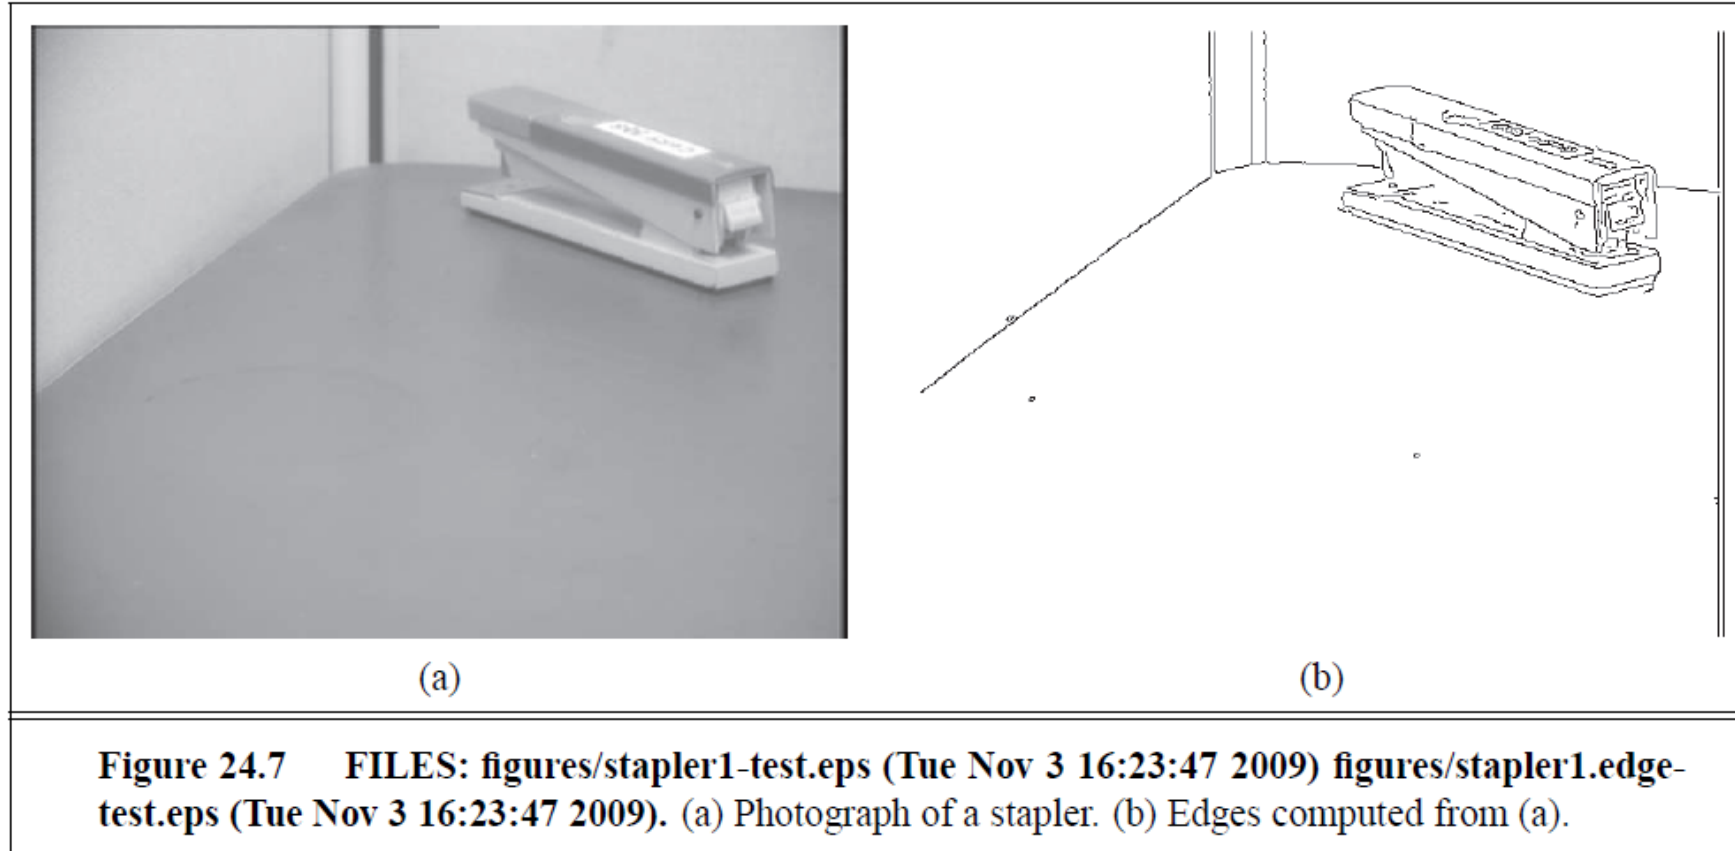 (a)
(b)
Figure 24.7 FILES: figures/stapler1-test.eps (Tue Nov 3 16:23:47 2009) figures/stapler1.edge-
test.eps (Tue Nov 3 16:23:47 2009). (a) Photograph of a stapler. (b) Edges computed from (a).